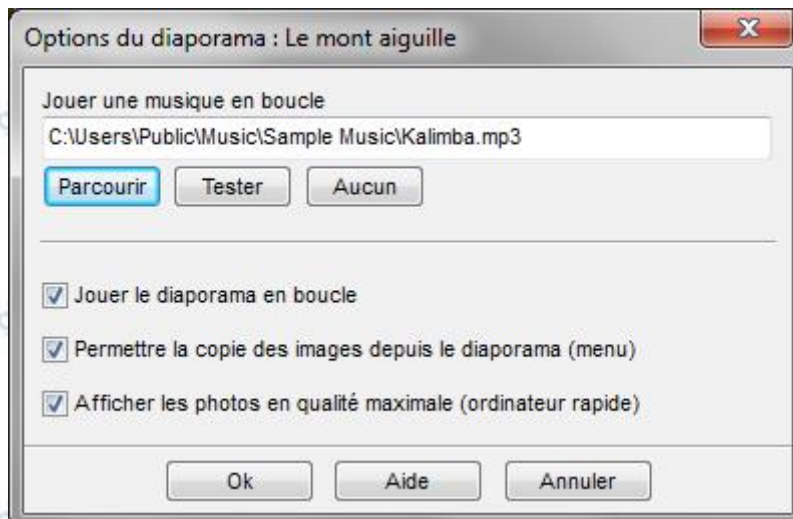 Options du diaporama : Le mont aiguille
Jouer une musique en boucle
C:\Users\Public\Music\Sample Music\Kalimba.mp3
Parcourir Tester Aucun
Jouer le diaporama en boucle
Permettre la copie des images depuis le diaporama (menu)
Afficher les photos en qualité maximale (ordinateur rapide)
Ok Aide Annuler